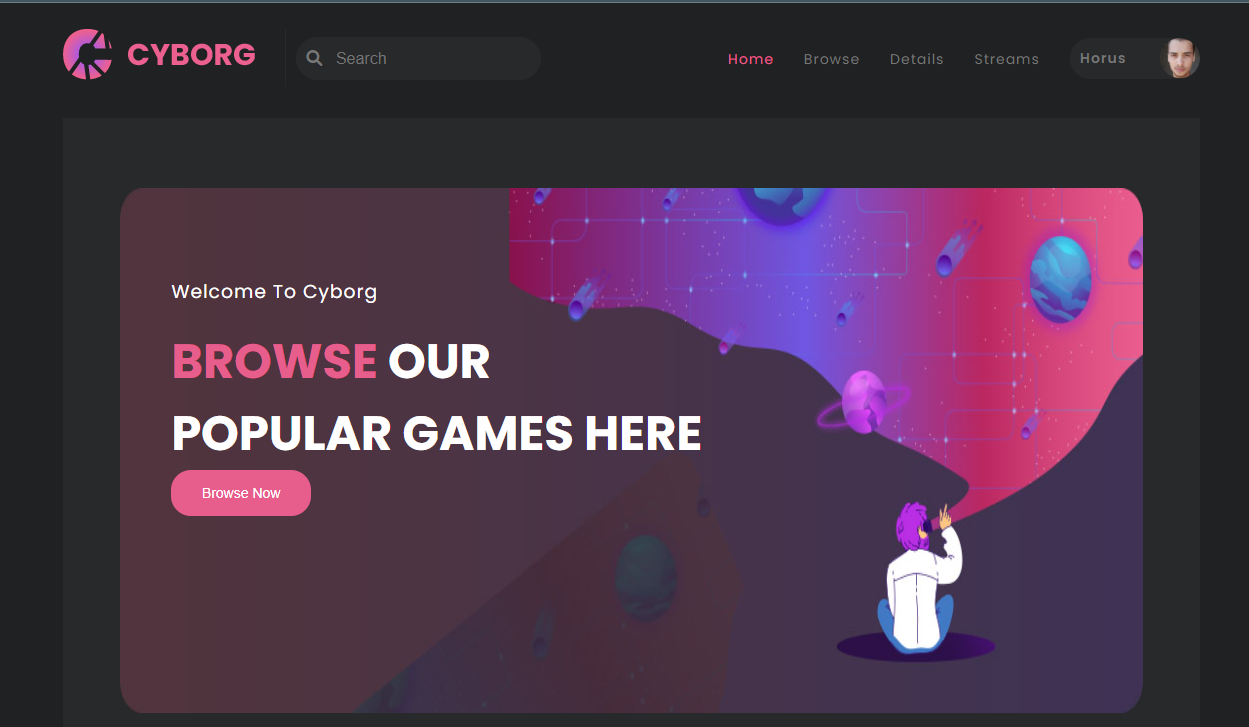 CYBORG
Search
Home
Browse
Details
Streams
Horus
Welcome To Cyborg
BROWSE OUR
POPULAR GAMES HERE
Browse Now